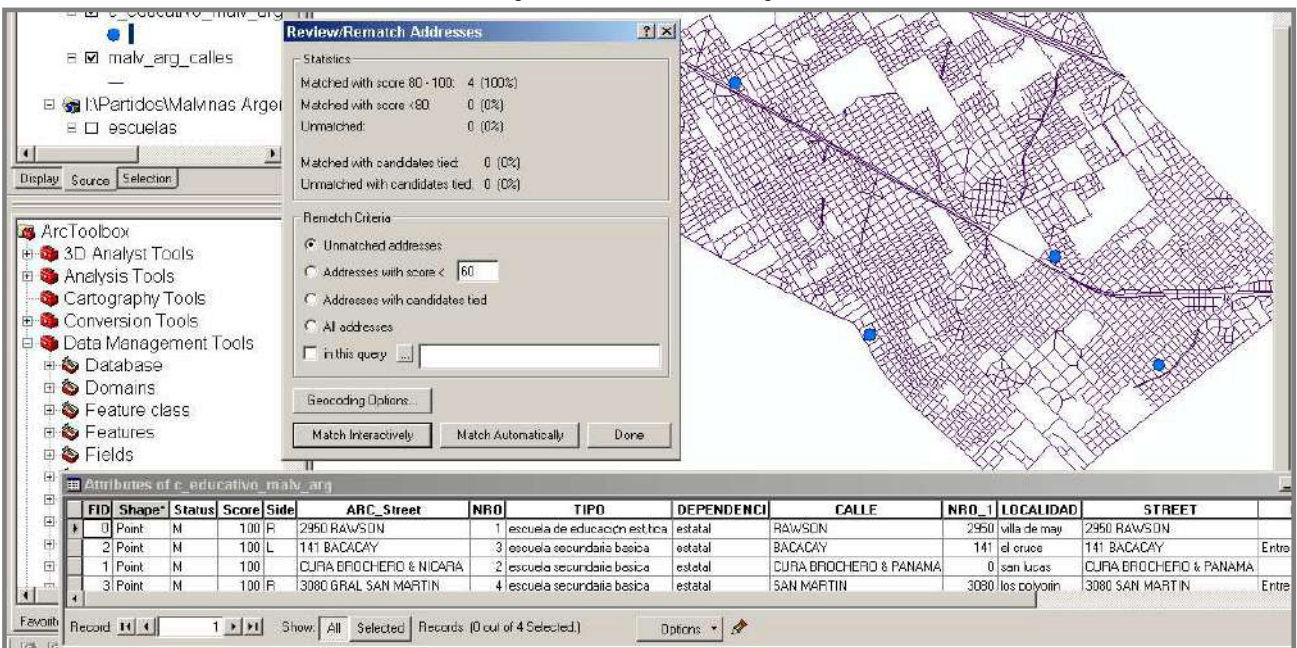 c_educativo_malv_arg
malv_arg_calles
I:\Partidos\Malvinas Arger
escuelas
Display Source Selection
ArcToolbox
3D Analyst Tools
Analysis Tools
Cartography Tools
Conversion Tools
Data Management Tools
Database
Domains
Feature class
Features
Fields
Favorit
Review/Rematch Addresses
Statistics
Matched with score 80 - 100: 4 (100%)
Matched with score <80: 0 (0%)
Unmatched: 0 (0%)
Matched with candidates tied: 0 (0%)
Unmatched with candidates tied: 0 (0%)
Rematch Criteria
Unmatched addresses
Addresses with score < 60
Addresses with candidates tied
All addresses
in this query ...
Geocoding Options...
Match Interactively Match Automatically Done
Attributes of c_educativo_malv_arg
FID Shape* Status Score Side ARC_Street NRO TIPO DEPENDENCI CALLE NRO_1 LOCALIDAD STREET
0 Point M 100 R 2950 RAWSON 1 escuela de educación esttica estatal RAWSON 2950 villa de may 2950 RAWSON
2 Point M 100 L 141 BACACAY 3 escuela secundaria basica estatal BACACAY 141 el cruce 141 BACACAY Entre
1 Point M 100 CURA BROCHERO & NICARA 2 escuela secundaria basica estatal CURA BROCHERO & PANAMA 0 san lucas CURA BROCHERO & PANAMA
3 Point M 100 R 3080 GRAL SAN MARTIN 4 escuela secundaria basica estatal SAN MARTIN 3080 los polvorin 3080 SAN MARTIN Entre
Record: 1 Show: All Selected Records (0 out of 4 Selected.) Options